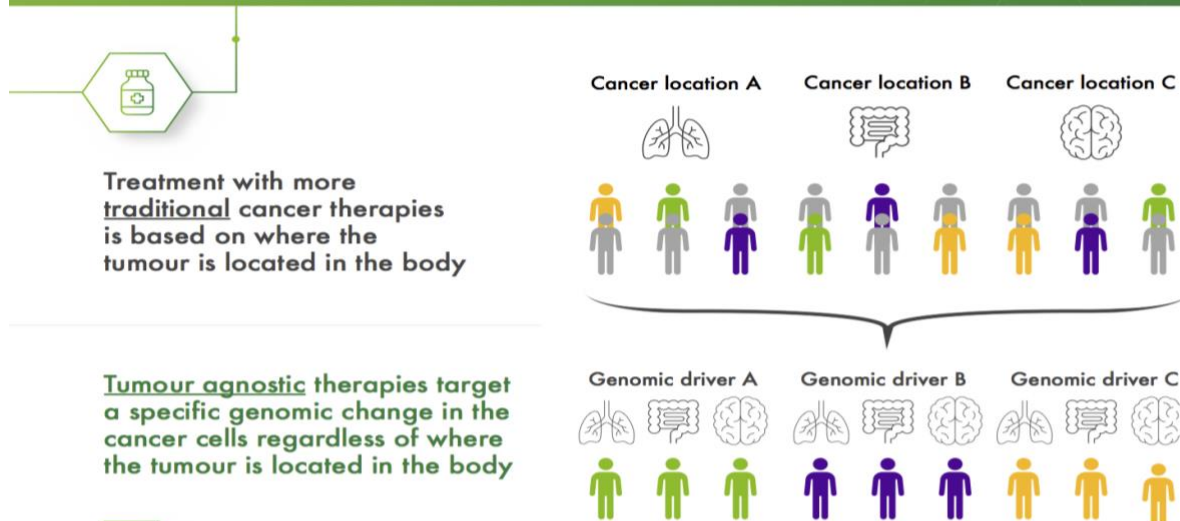 Treatment with more
traditional cancer therapies
is based on where the
tumour is located in the body
Cancer location A
Cancer location B
Cancer location C
Tumour agnostic therapies target
a specific genomic change in the
cancer cells regardless of where
the tumour is located in the body
Genomic driver A
Genomic driver B
Genomic driver C